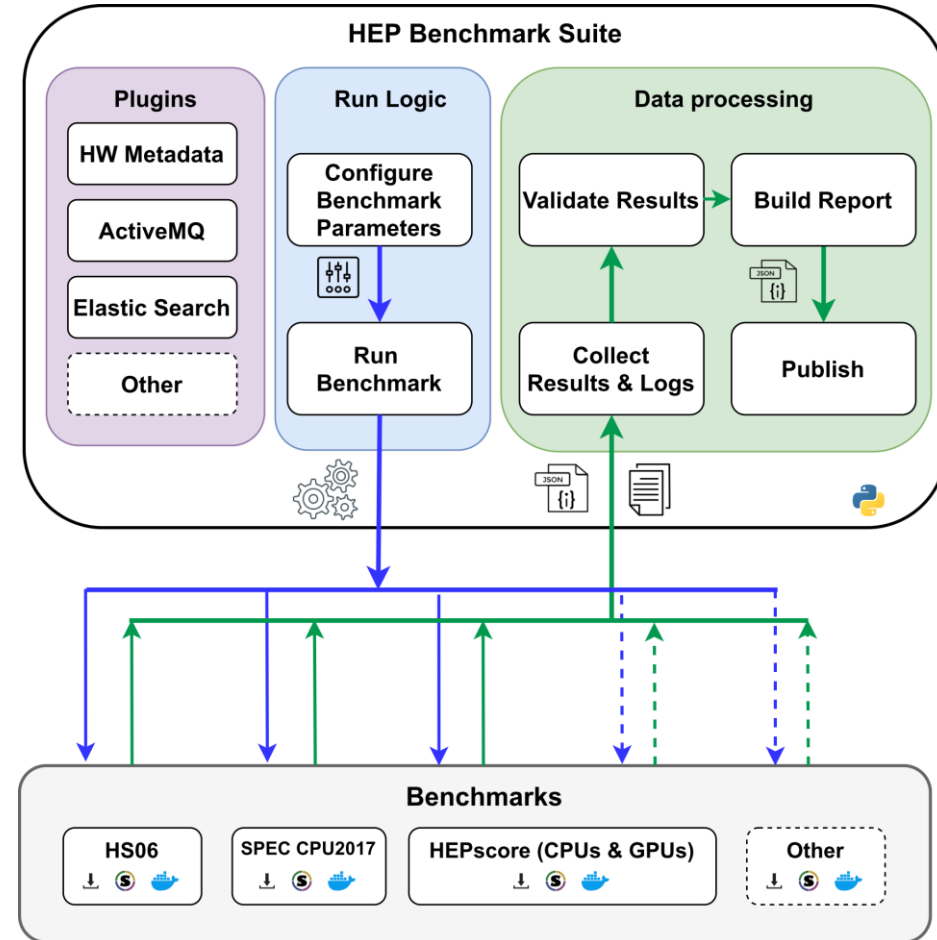 HEP Benchmark Suite
Plugins
HW Metadata
ActiveMQ
Elastic Search
Other
Run Logic
Configure
Benchmark
Parameters
Run
Benchmark
Data processing
Validate Results
Build Report
JSON
{i}
Collect
Results & Logs
Publish
JSON
{i}
Benchmarks
HS06
S
SPEC CPU2017
S
HEPscore (CPUs & GPUs)
S
Other
S